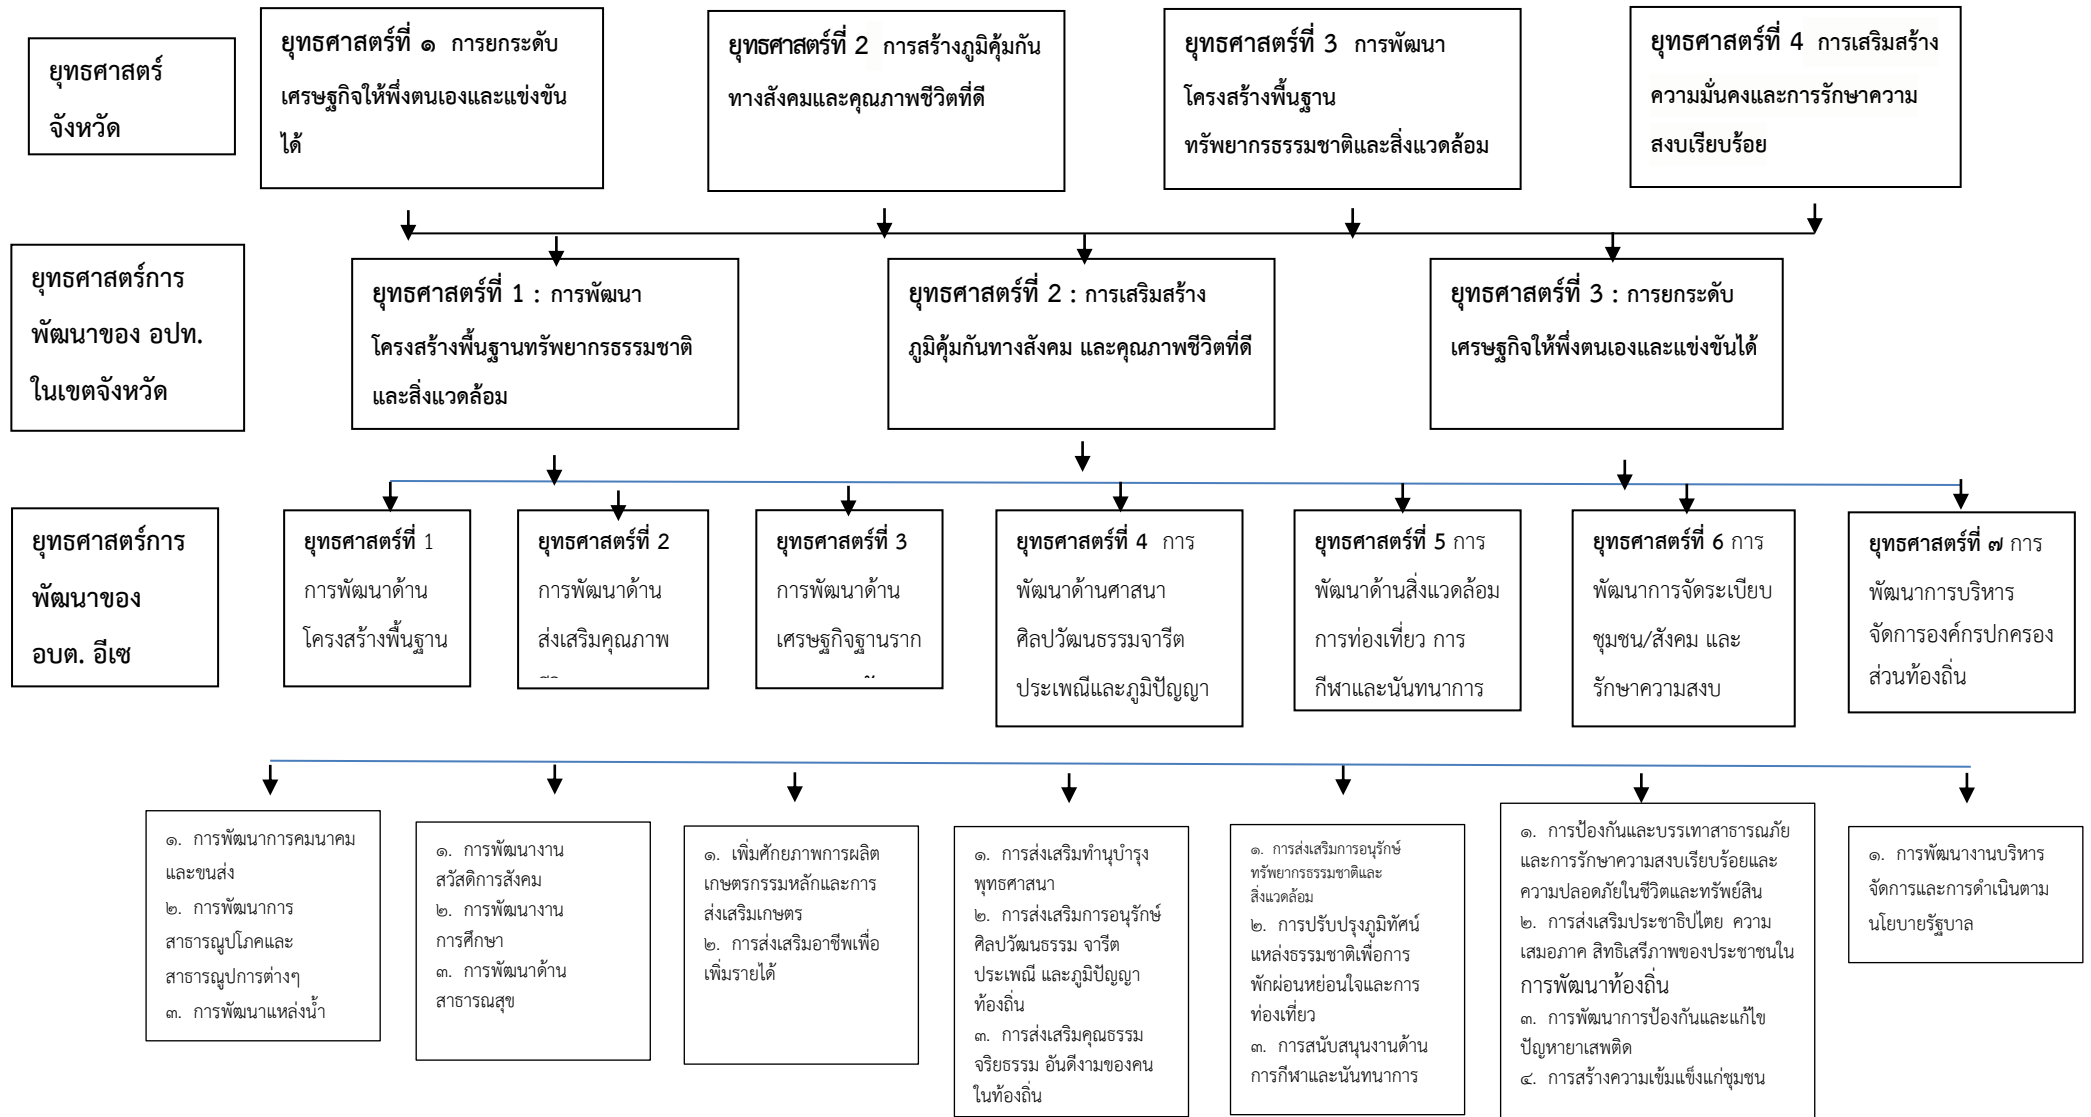 ยุทธศาสตร์
จังหวัด
ยุทธศาสตร์ที่ ๑ การยกระดับ
เศรษฐกิจให้พึ่งตนเองและแข่งขัน
ได้
ยุทธศาสตร์ที่ 2 การสร้างภูมิคุ้มกัน
ทางสังคมและคุณภาพชีวิตที่ดี
ยุทธศาสตร์ที่ 3 การพัฒนา
โครงสร้างพื้นฐาน
ทรัพยากรธรรมชาติและสิ่งแวดล้อม
ยุทธศาสตร์ที่ 4 การเสริมสร้าง
ความมั่นคงและการรักษาความ
สงบเรียบร้อย
ยุทธศาสตร์การ
พัฒนาของ อปท.
ในเขตจังหวัด
ยุทธศาสตร์ที่ 1 : การพัฒนา
โครงสร้างพื้นฐานทรัพยากรธรรมชาติ
และสิ่งแวดล้อม
ยุทธศาสตร์ที่ 2 : การเสริมสร้าง
ภูมิคุ้มกันทางสังคม และคุณภาพชีวิตที่ดี
ยุทธศาสตร์ที่ 3 : การยกระดับ
เศรษฐกิจให้พึ่งตนเองและแข่งขันได้
ยุทธศาสตร์การ
พัฒนาของ
อบต. อีเซ
ยุทธศาสตร์ที่ 1
การพัฒนาด้าน
โครงสร้างพื้นฐาน
ยุทธศาสตร์ที่ 2
การพัฒนาด้าน
ส่งเสริมคุณภาพ
ยุทธศาสตร์ที่ 3
การพัฒนาด้าน
เศรษฐกิจฐานราก
ยุทธศาสตร์ที่ 4 การ
พัฒนาด้านศาสนา
ศิลปวัฒนธรรมจารีต
ประเพณีและภูมิปัญญา
ยุทธศาสตร์ที่ 5 การ
พัฒนาด้านสิ่งแวดล้อม
การท่องเที่ยว การ
กีฬาและนันทนาการ
ยุทธศาสตร์ที่ 6 การ
พัฒนาการจัดระเบียบ
ชุมชน/สังคม และ
รักษาความสงบ
ยุทธศาสตร์ที่ ๗ การ
พัฒนาการบริหาร
จัดการองค์กรปกครอง
ส่วนท้องถิ่น
๑. การพัฒนาการคมนาคม
และขนส่ง
๒. การพัฒนาการ
สาธารณูปโภคและ
สาธารณูปการต่างๆ
๓. การพัฒนาแหล่งน้ำ
๑. การพัฒนางาน
สวัสดิการสังคม
๒. การพัฒนางาน
การศึกษา
๓. การพัฒนาด้าน
สาธารณสุข
๑. เพิ่มศักยภาพการผลิต
เกษตรกรรมหลักและการ
ส่งเสริมเกษตร
๒. การส่งเสริมอาชีพเพื่อ
เพิ่มรายได้
๑. การส่งเสริมทำนุบำรุง
พุทธศาสนา
๒. การส่งเสริมการอนุรักษ์
ศิลปวัฒนธรรม จารีต
ประเพณี และภูมิปัญญา
ท้องถิ่น
๓. การส่งเสริมคุณธรรม
จริยธรรม อันดีงามของคน
ในท้องถิ่น
๑. การส่งเสริมการอนุรักษ์
ทรัพยากรธรรมชาติและ
สิ่งแวดล้อม
๒. การปรับปรุงภูมิทัศน์
แหล่งธรรมชาติเพื่อการ
พักผ่อนหย่อนใจและการ
ท่องเที่ยว
๓. การสนับสนุนงานด้าน
การกีฬาและนันทนาการ
๑. การป้องกันและบรรเทาสาธารณภัย
และการรักษาความสงบเรียบร้อยและ
ความปลอดภัยในชีวิตและทรัพย์สิน
๒. การส่งเสริมประชาธิปไตย ความ
เสมอภาค สิทธิเสรีภาพของประชาชนใน
การพัฒนาท้องถิ่น
๓. การพัฒนาการป้องกันและแก้ไข
ปัญหายาเสพติด
๔. การสร้างความเข้มแข็งแก่ชุมชน
๑. การพัฒนางานบริหาร
จัดการและการดำเนินตาม
นโยบายรัฐบาล